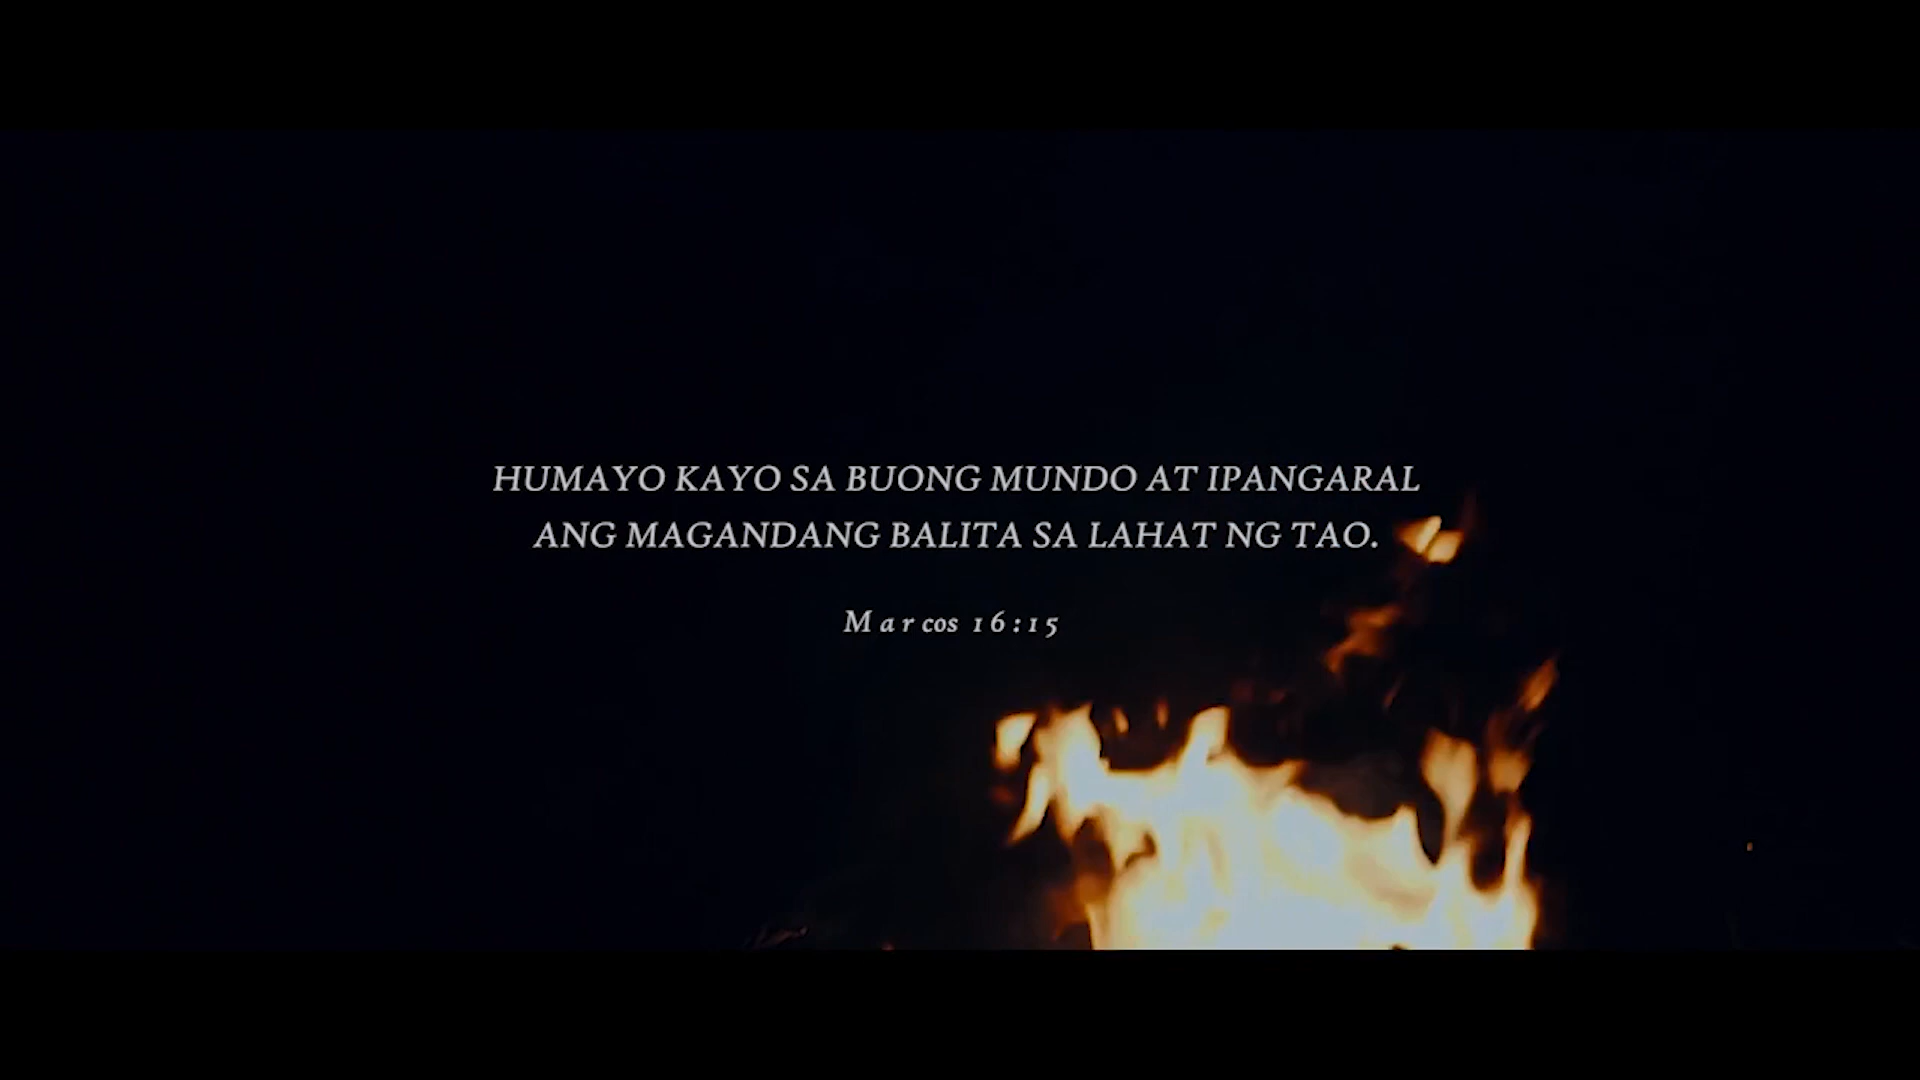 HUMAYO KAYO SA BUONG MUNDO AT IPANGARAL
ANG MAGANDANG BALITA SA LAHAT NG TAO.
Marcos 16:15